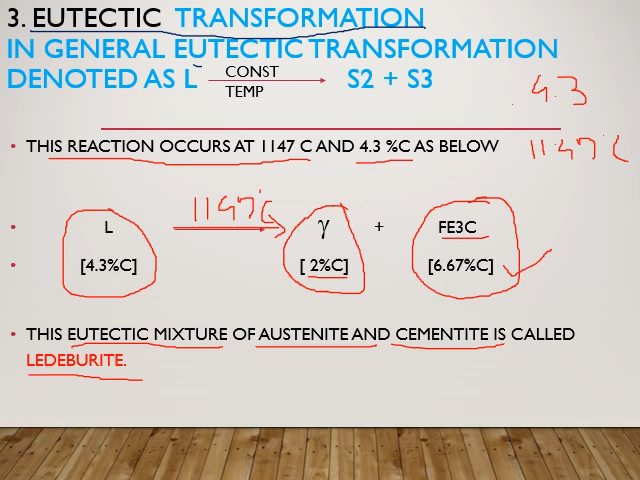 3. EUTECTIC TRANSFORMATION
IN GENERAL EUTECTIC TRANSFORMATION
DENOTED AS L CONST TEMP S2 + S3
4.3
• THIS REACTION OCCURS AT 1147 C AND 4.3 %C AS BELOW
1147°C
1147°C
• L γ + FE3C
• [4.3%C] [ 2%C] [6.67%C]
• THIS EUTECTIC MIXTURE OF AUSTENITE AND CEMENTITE IS CALLED
LEDEBURITE.